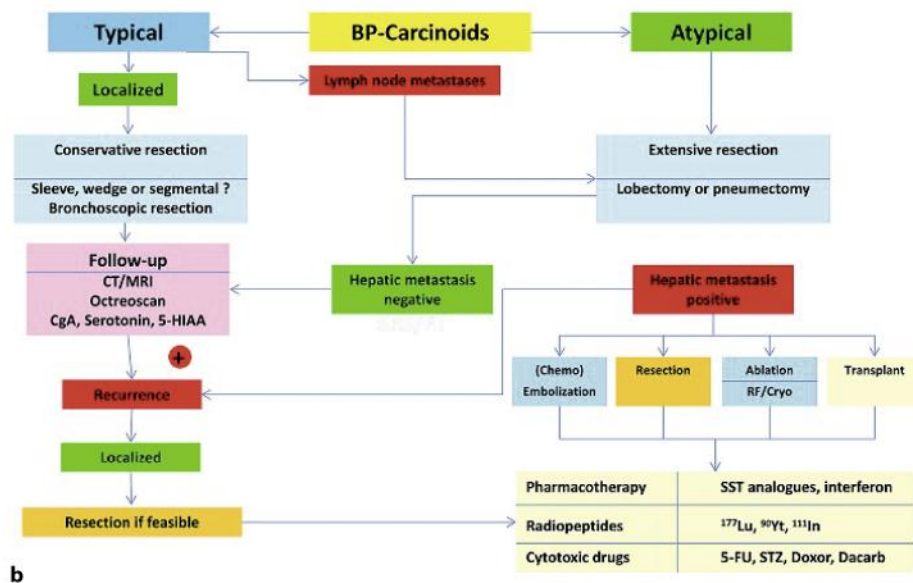 Typical
BP-Carcinoids
Atypical
Localized
Lymph node metastases
Conservative resection
Sleeve, wedge or segmental ?
Bronchoscopic resection
Extensive resection
Lobectomy or pneumectomy
Follow-up
CT/MRI
Octreoscan
CgA, Serotonin, 5-HIAA
Hepatic metastasis
negative
Hepatic metastasis
positive
+
(Chemo)
Embolization
Resection
Ablation
RF/Cryo
Transplant
Recurrence
Localized
Resection if feasible
Pharmacotherapy SST analogues, interferon
Radiopeptides ¹⁷⁷Lu, ⁹⁰Yt, ¹¹¹In
Cytotoxic drugs 5-FU, STZ, Doxor, Dacarb
b